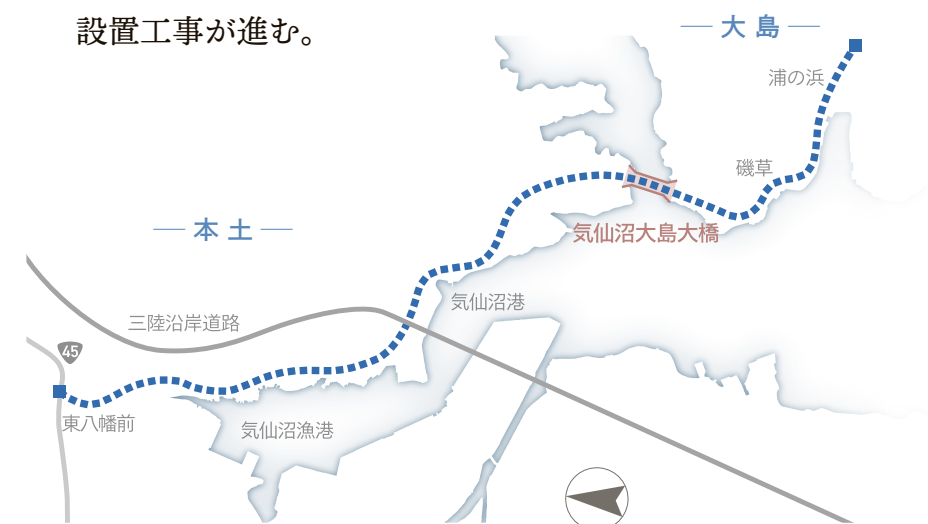 設置工事が進む。
大島
浦の浜
磯草
本土
気仙沼大島大橋
気仙沼港
三陸沿岸道路
45
東八幡前
気仙沼漁港